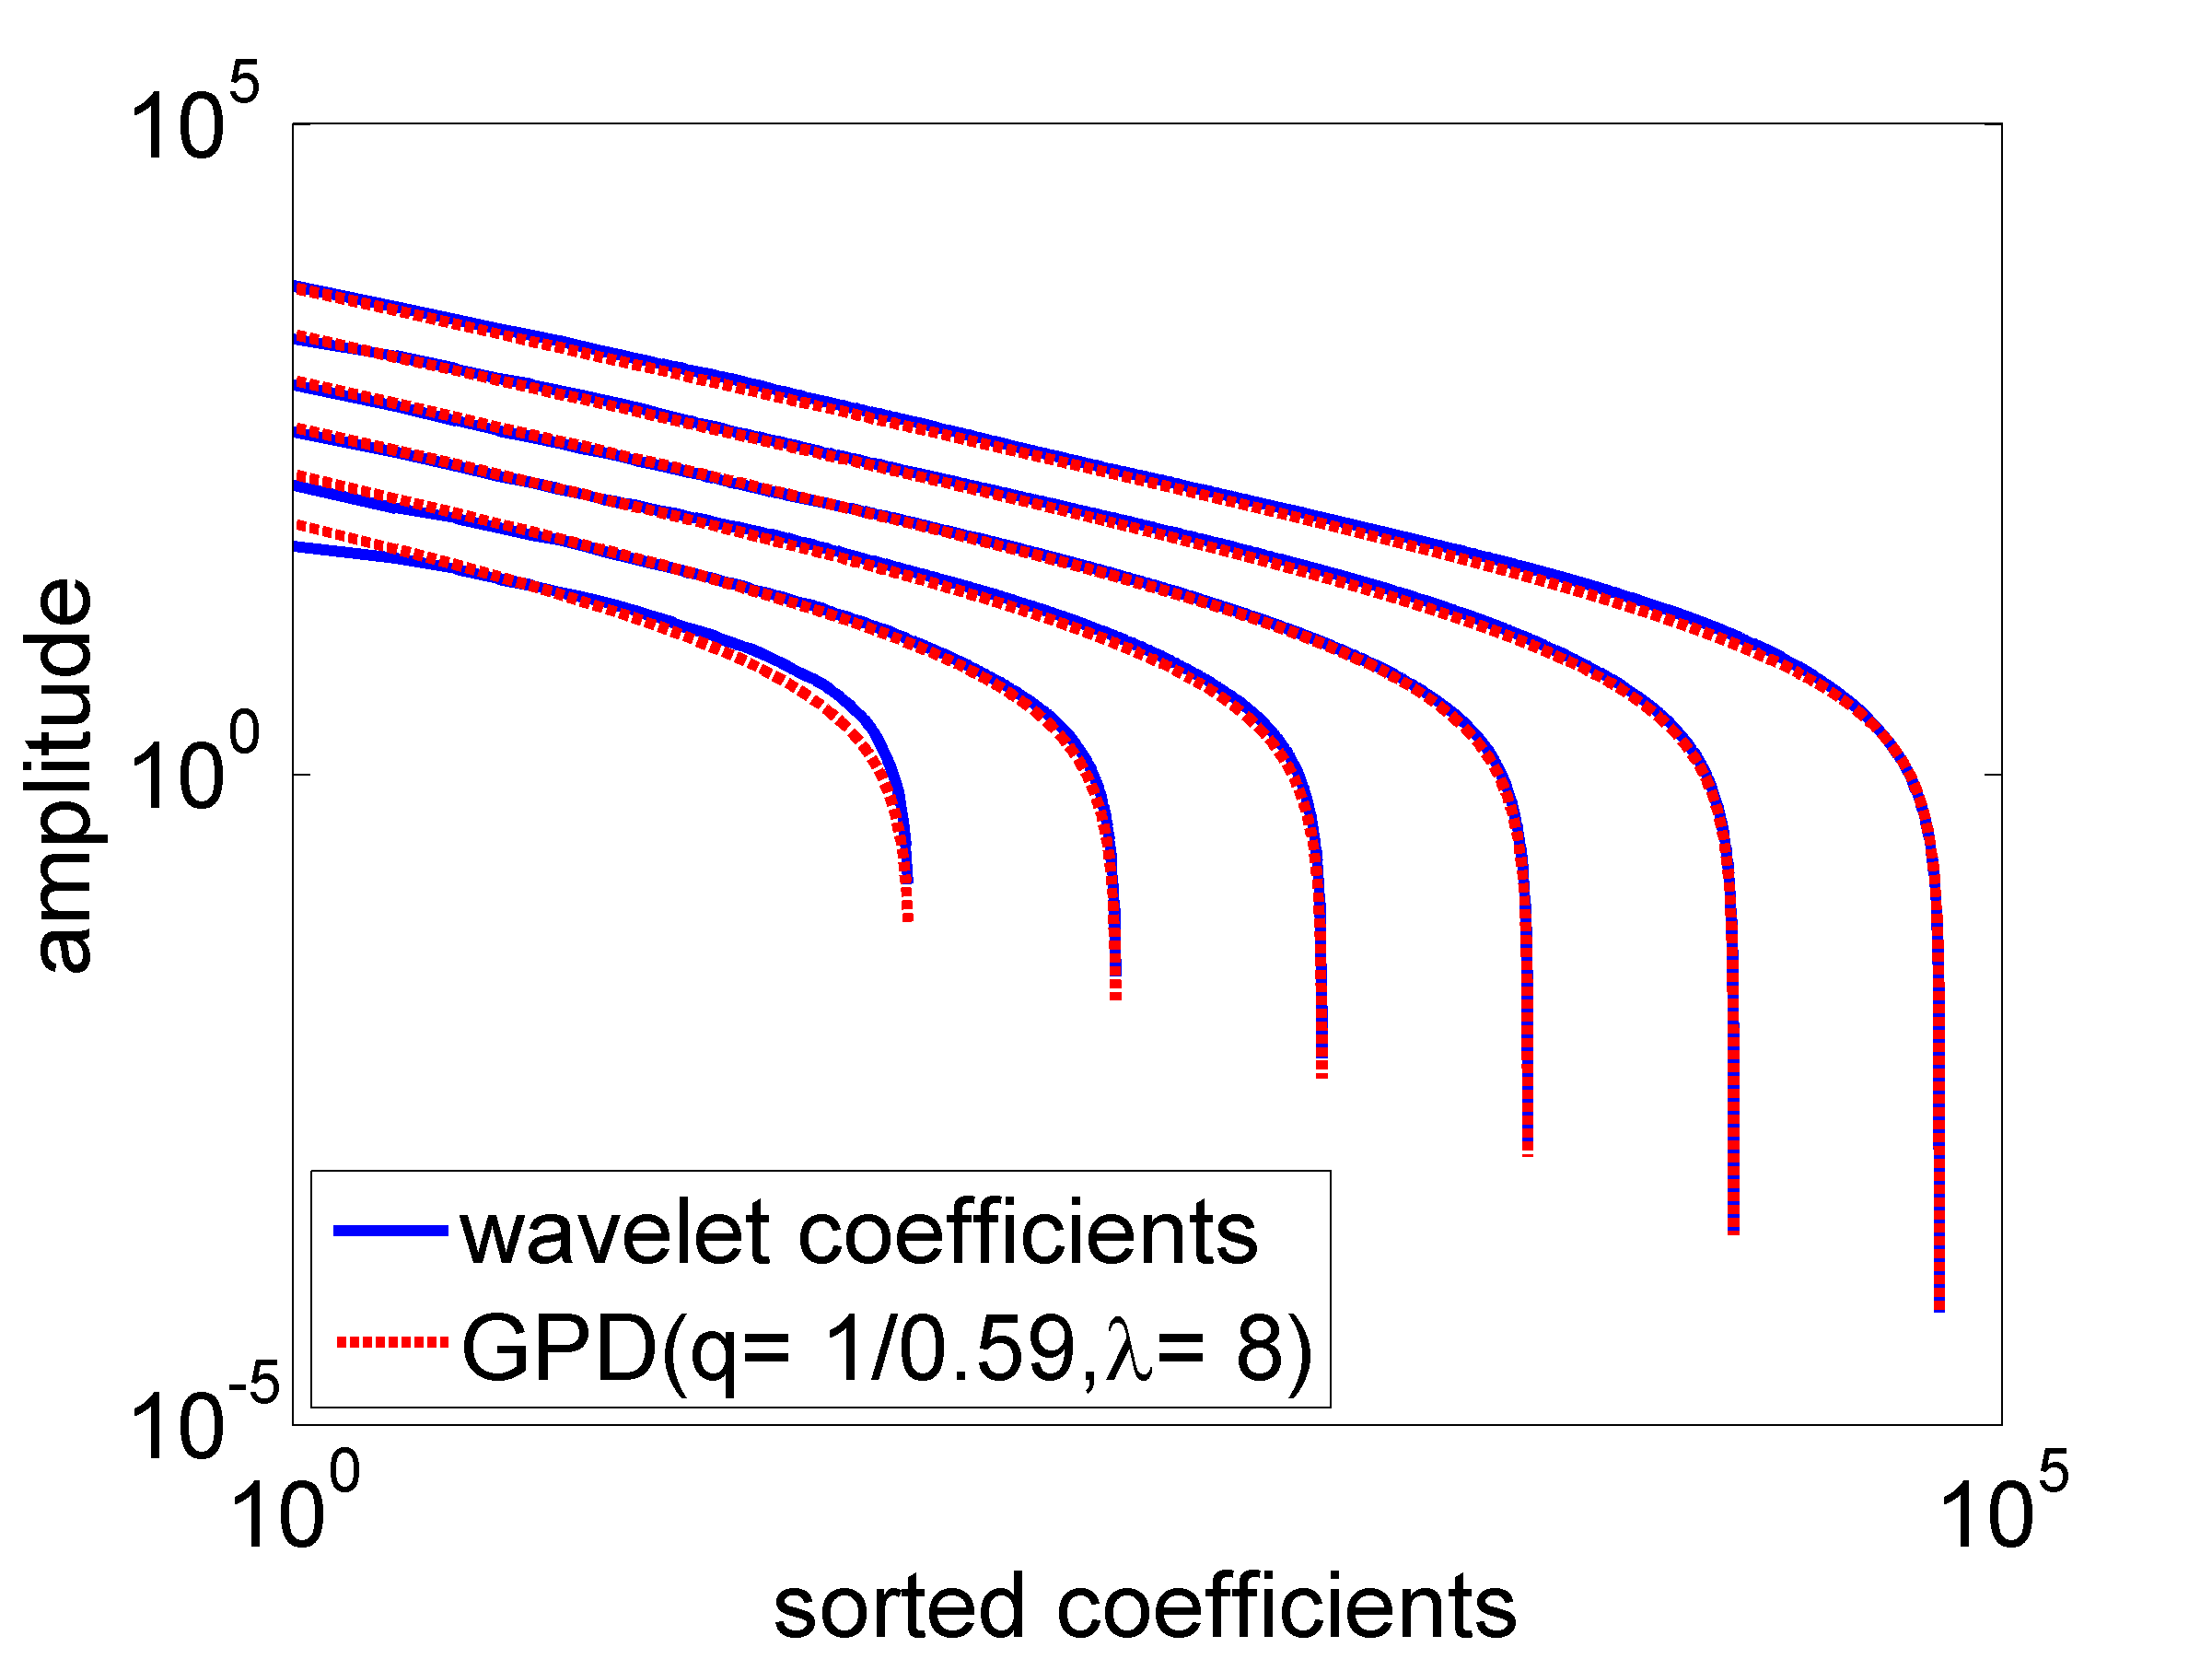 10^5
10^0
10^-5
amplitude
wavelet coefficients
GPD(q= 1/0.59,λ= 8)
10^0
10^5
sorted coefficients